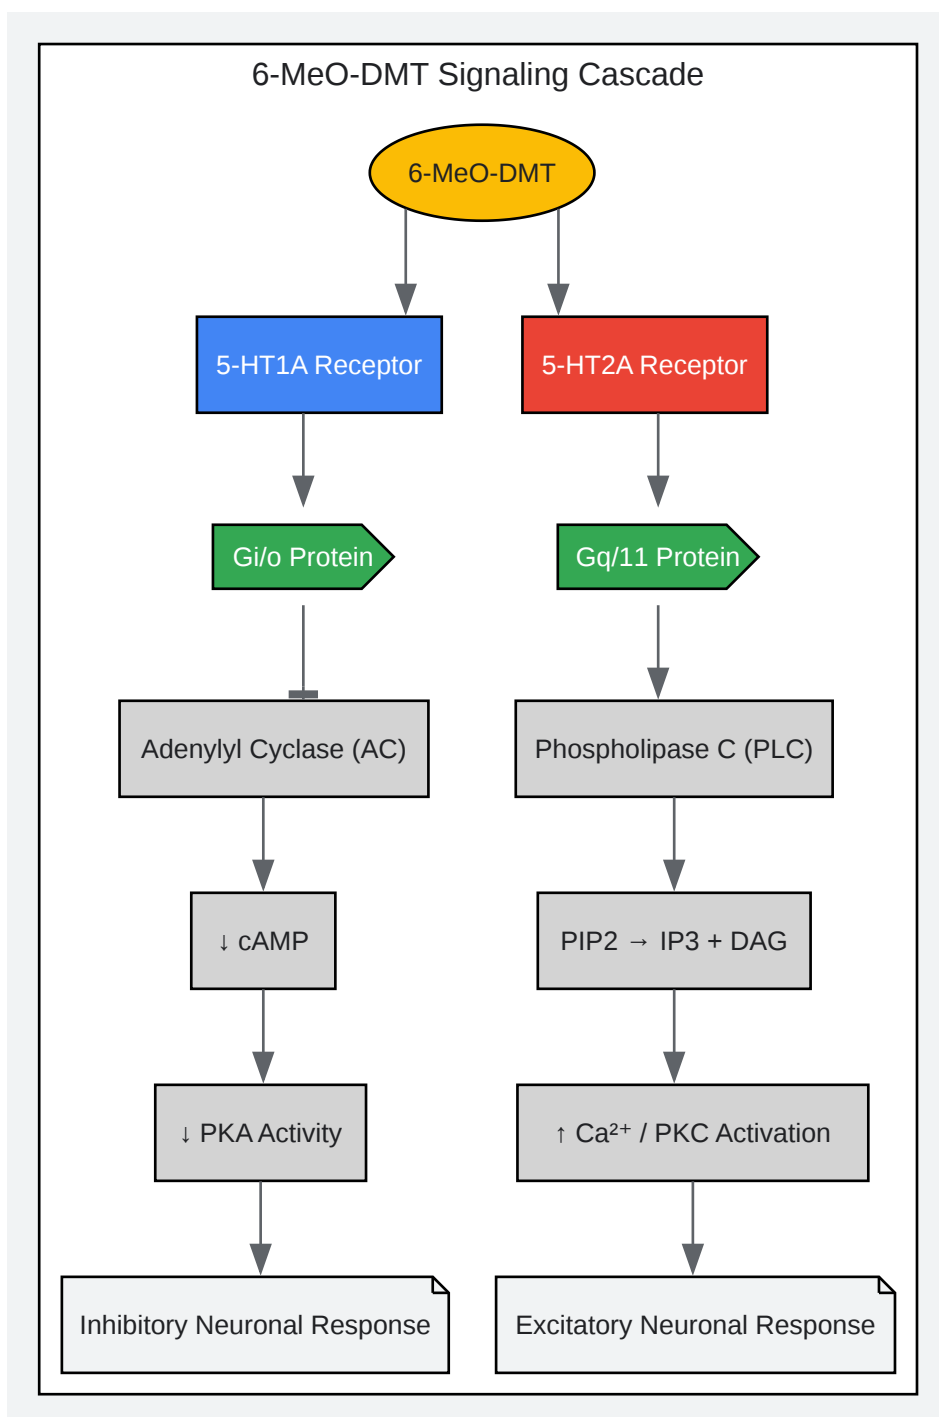 6-MeO-DMT Signaling Cascade
6-MeO-DMT
5-HT1A Receptor
5-HT2A Receptor
Gi/o Protein
Gq/11 Protein
Adenylyl Cyclase (AC)
Phospholipase C (PLC)
↓ cAMP
PIP2 → IP3 + DAG
↓ PKA Activity
↑ Ca²⁺ / PKC Activation
Inhibitory Neuronal Response
Excitatory Neuronal Response